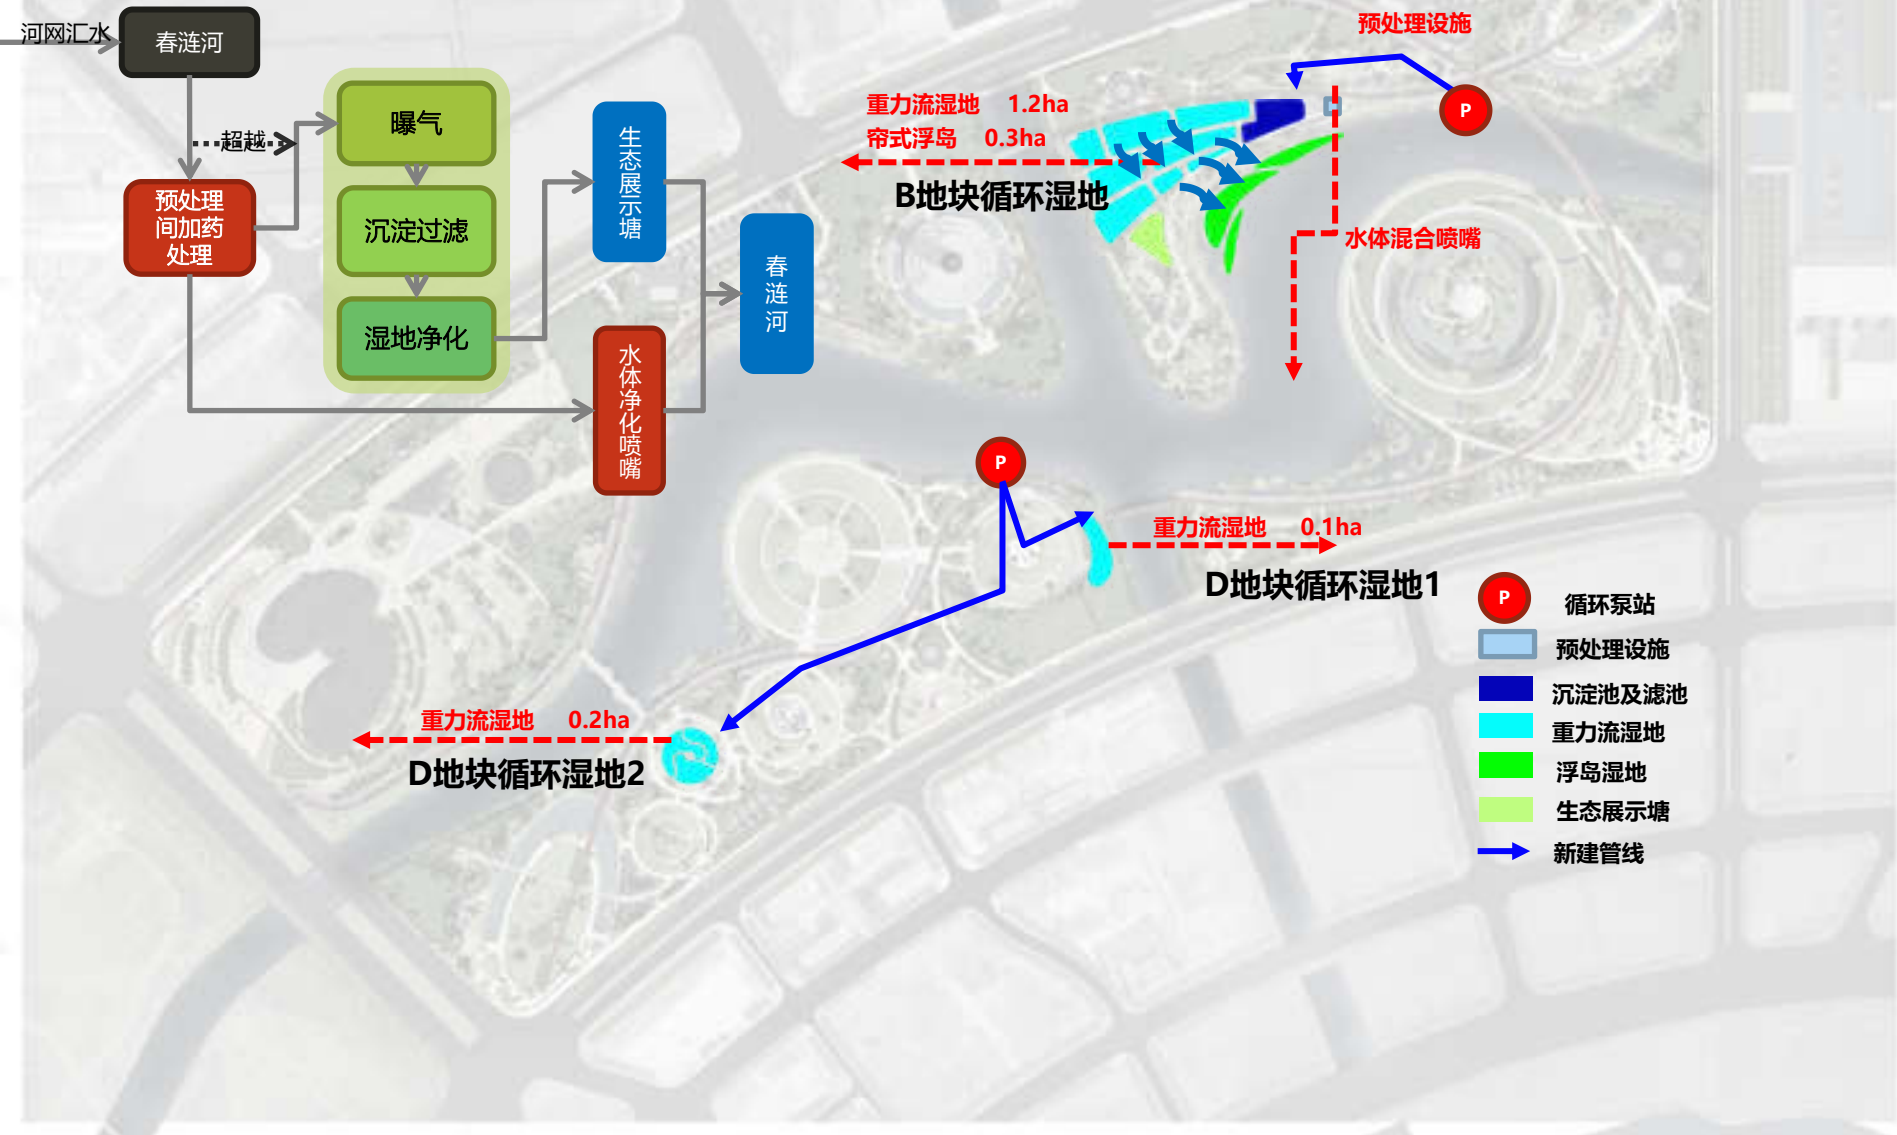 河网汇水
春涟河
超越
预处理
间加药
处理
曝气
沉淀过滤
湿地净化
生态展示塘
水体净化喷嘴
春涟河
预处理设施
P
重力流湿地 1.2ha
帘式浮岛 0.3ha
B地块循环湿地
水体混合喷嘴
P
重力流湿地 0.1ha
D地块循环湿地1
重力流湿地 0.2ha
D地块循环湿地2
P 循环泵站
预处理设施
沉淀池及滤池
重力流湿地
浮岛湿地
生态展示塘
新建管线